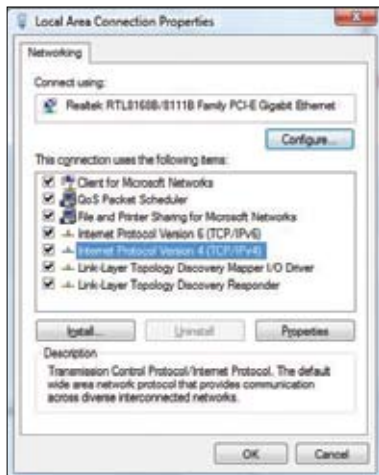 Local Area Connection Properties
Networking
Connect using:
Realtek RTL8168B/8111B Family PCI-E Gigabit Ethernet
Configure...
This connection uses the following items:
Client for Microsoft Networks
QoS Packet Scheduler
File and Printer Sharing for Microsoft Networks
Internet Protocol Version 6 (TCP/IPv6)
Internet Protocol Version 4 (TCP/IPv4)
Link-Layer Topology Discovery Mapper I/O Driver
Link-Layer Topology Discovery Responder
Install... Uninstall Properties
Description
Transmission Control Protocol/Internet Protocol. The default
wide area network protocol that provides communication
across diverse interconnected networks.
OK Cancel